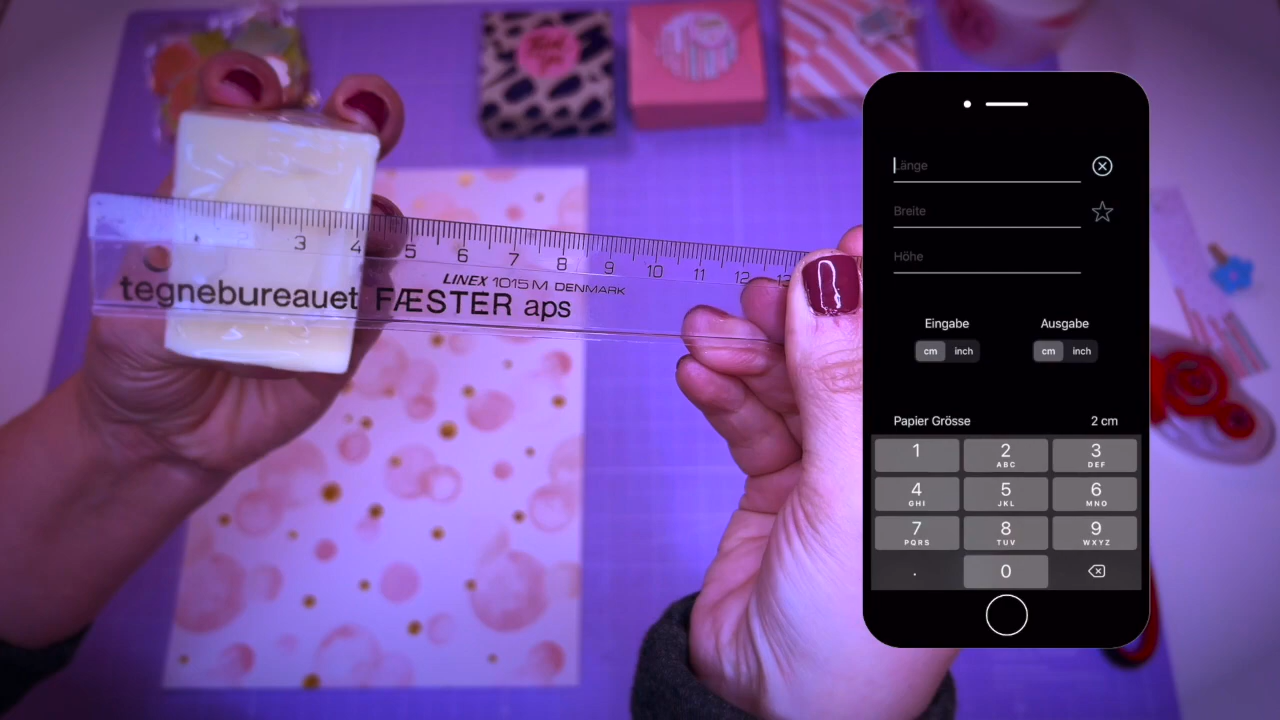 3 4 5 6 7 8 9 10 11 12
LINEX 1015 M DENMARK
tegnebureauet FÆSTER aps
Länge
Breite
Höhe
Eingabe Ausgabe
cm inch cm inch
Papier Grösse 2 cm
1 2 3
ABC DEF
4 5 6
GHI JKL MNO
7 8 9
PQRS TUV WXYZ
. 0